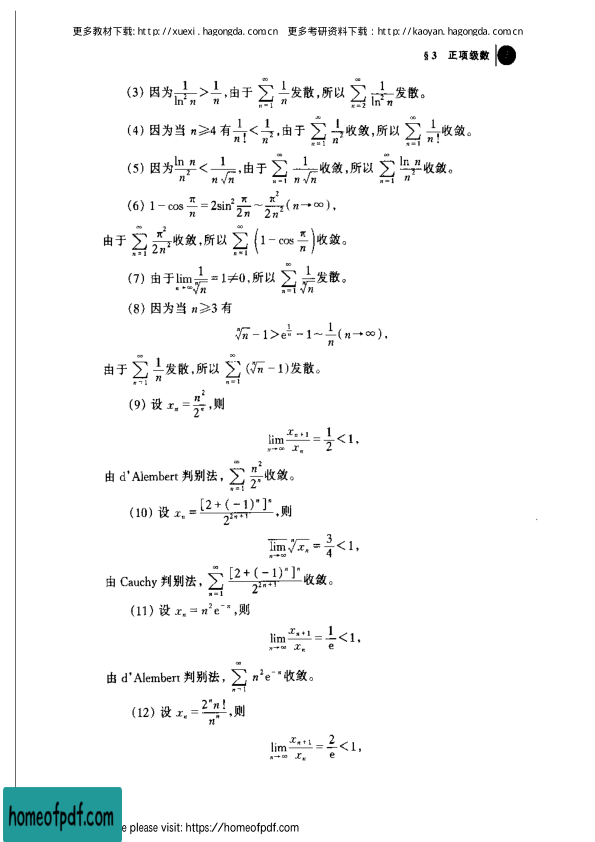 更多教材下载: http://xuexi.hagongda.com.cn 更多考研资料下载：http://kaoyan.hagongda.com.cn
§3 正项级数
(3) 因为 $\frac{1}{\ln^2 n}>\frac{1}{n}$,由于 $\sum_{n=1}^{\infty}\frac{1}{n}$ 发散,所以 $\sum_{n=2}^{\infty}\frac{1}{\ln^2 n}$ 发散。
(4) 因为当 $n\geqslant 4$ 有 $\frac{1}{n!}<\frac{1}{n^2}$,由于 $\sum_{n=1}^{\infty}\frac{1}{n^2}$ 收敛,所以 $\sum_{n=1}^{\infty}\frac{1}{n!}$ 收敛。
(5) 因为 $\frac{\ln n}{n^2}<\frac{1}{n\sqrt{n}}$,由于 $\sum_{n=1}^{\infty}\frac{1}{n\sqrt{n}}$ 收敛,所以 $\sum_{n=1}^{\infty}\frac{\ln n}{n^2}$ 收敛。
(6) $1-\cos\frac{\pi}{n}=2\sin^2\frac{\pi}{2n}\sim\frac{\pi^2}{2n^2}(n\to\infty)$,
由于 $\sum_{n=1}^{\infty}\frac{\pi^2}{2n^2}$ 收敛,所以 $\sum_{n=1}^{\infty}\left(1-\cos\frac{\pi}{n}\right)$ 收敛。
(7) 由于 $\lim_{n\to\infty}\frac{1}{\sqrt[n]{n}}=1\neq 0$,所以 $\sum_{n=1}^{\infty}\frac{1}{\sqrt[n]{n}}$ 发散。
(8) 因为当 $n\geqslant 3$ 有
$\sqrt[n]{n}-1>e^{\frac{1}{n}}-1\sim\frac{1}{n}(n\to\infty)$,
由于 $\sum_{n=1}^{\infty}\frac{1}{n}$ 发散,所以 $\sum_{n=1}^{\infty}(\sqrt[n]{n}-1)$ 发散。
(9) 设 $x_n=\frac{n^2}{2^n}$,则
$\lim_{n\to\infty}\frac{x_{n+1}}{x_n}=\frac{1}{2}<1$,
由 d'Alembert 判别法, $\sum_{n=1}^{\infty}\frac{n^2}{2^n}$ 收敛。
(10) 设 $x_n=\frac{[2+(-1)^n]^n}{2^{2n+1}}$,则
$\overline{\lim}_{n\to\infty}\sqrt[n]{x_n}=\frac{3}{4}<1$,
由 Cauchy 判别法, $\sum_{n=1}^{\infty}\frac{[2+(-1)^n]^n}{2^{2n+1}}$ 收敛。
(11) 设 $x_n=n^2e^{-n}$,则
$\lim_{n\to\infty}\frac{x_{n+1}}{x_n}=\frac{1}{e}<1$,
由 d'Alembert 判别法, $\sum_{n=1}^{\infty}n^2e^{-n}$ 收敛。
(12) 设 $x_n=\frac{2^n n!}{n^n}$,则
$\lim_{n\to\infty}\frac{x_{n+1}}{x_n}=\frac{2}{e}<1$,
homeofpdf.com
e please visit: https://homeofpdf.com